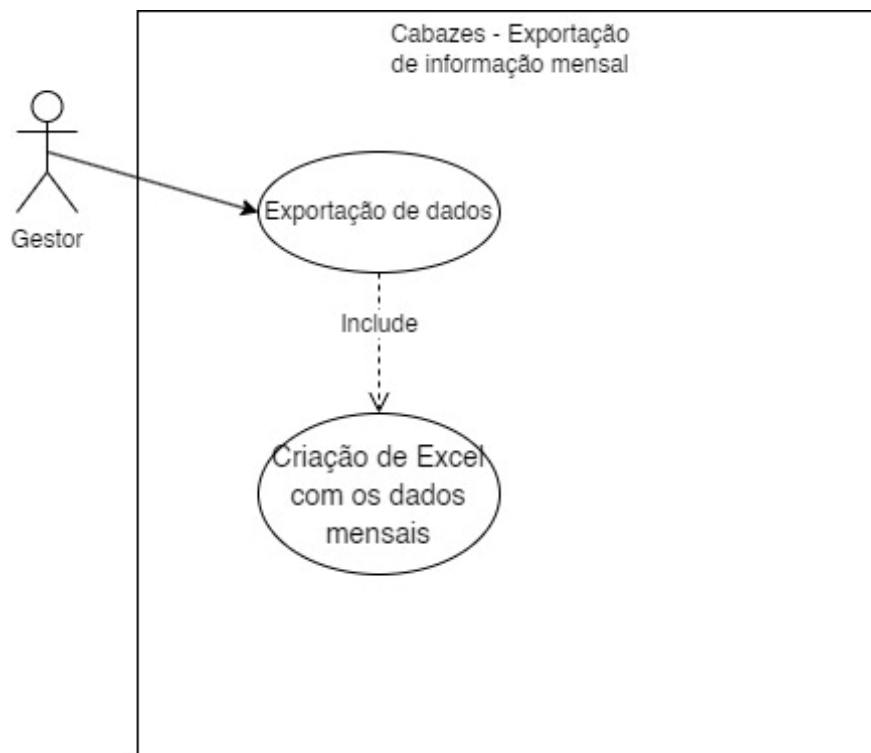 Cabazes - Exportação
de informação mensal
Gestor
Exportação de dados
Include
Criação de Excel
com os dados
mensais